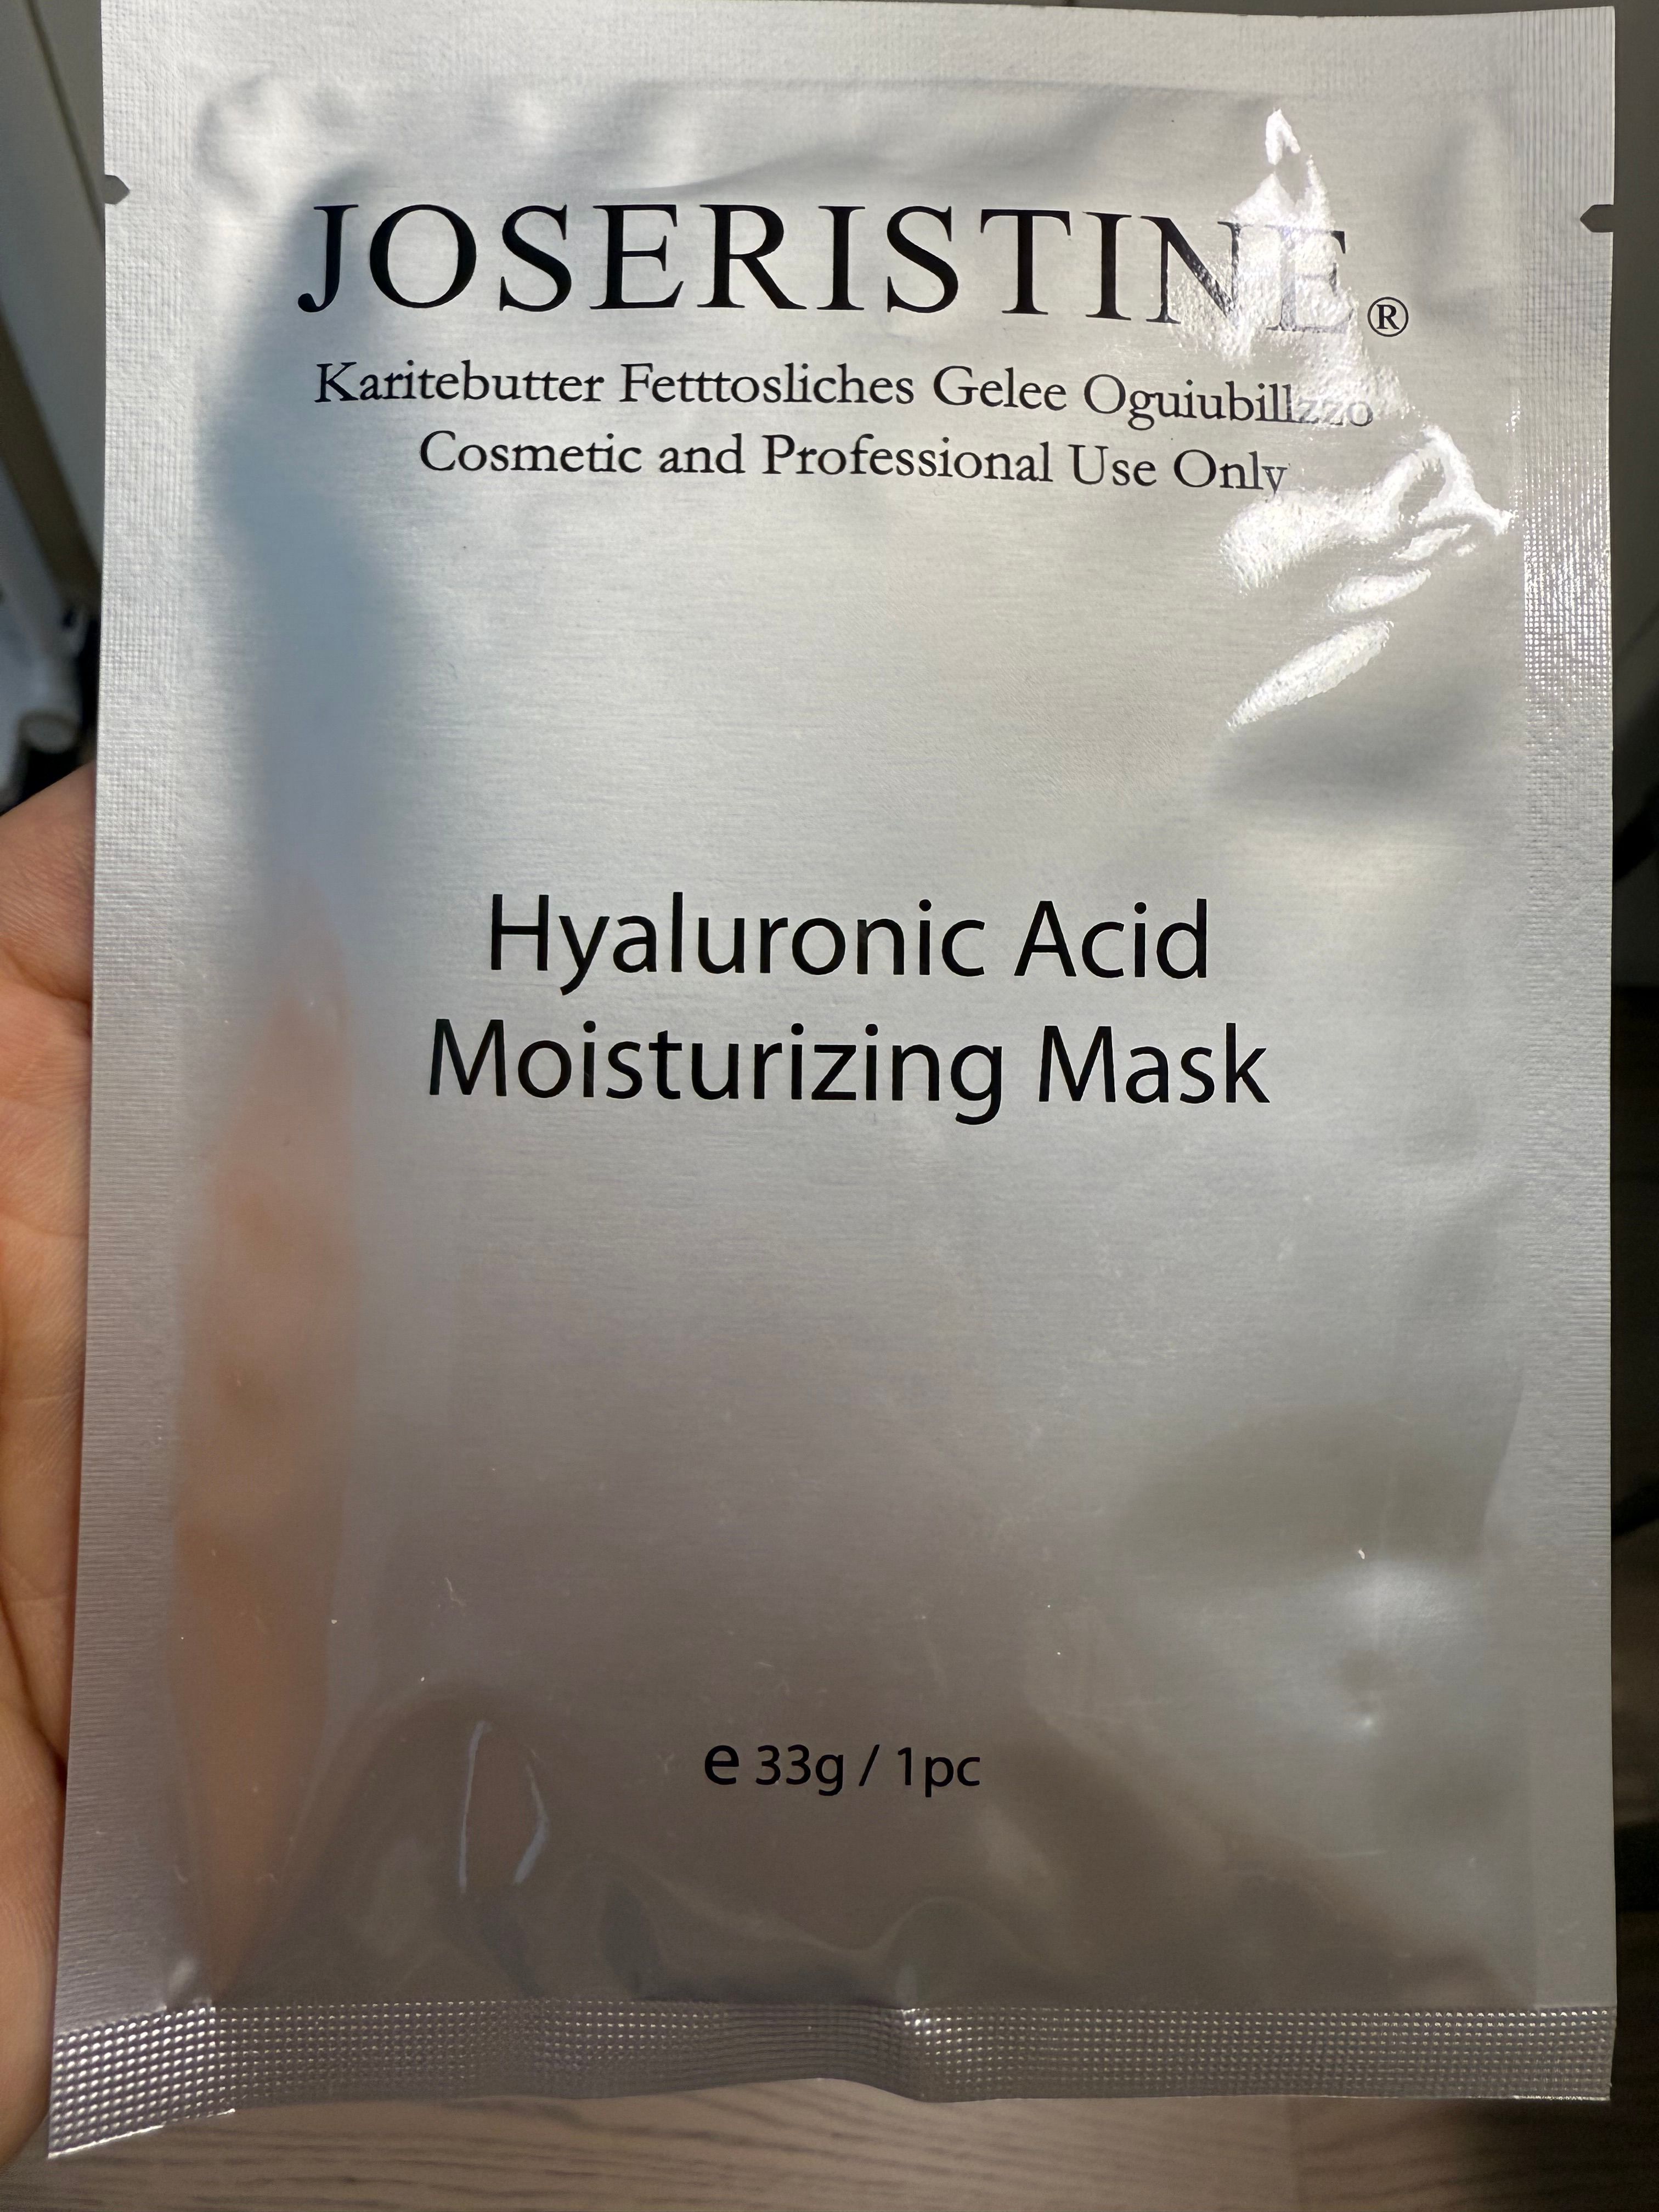 JOSERISTINE®
Karitebutter Fetttosliches Gelee Oguiubillzzo
Cosmetic and Professional Use Only
Hyaluronic Acid
Moisturizing Mask
e 33g / 1pc